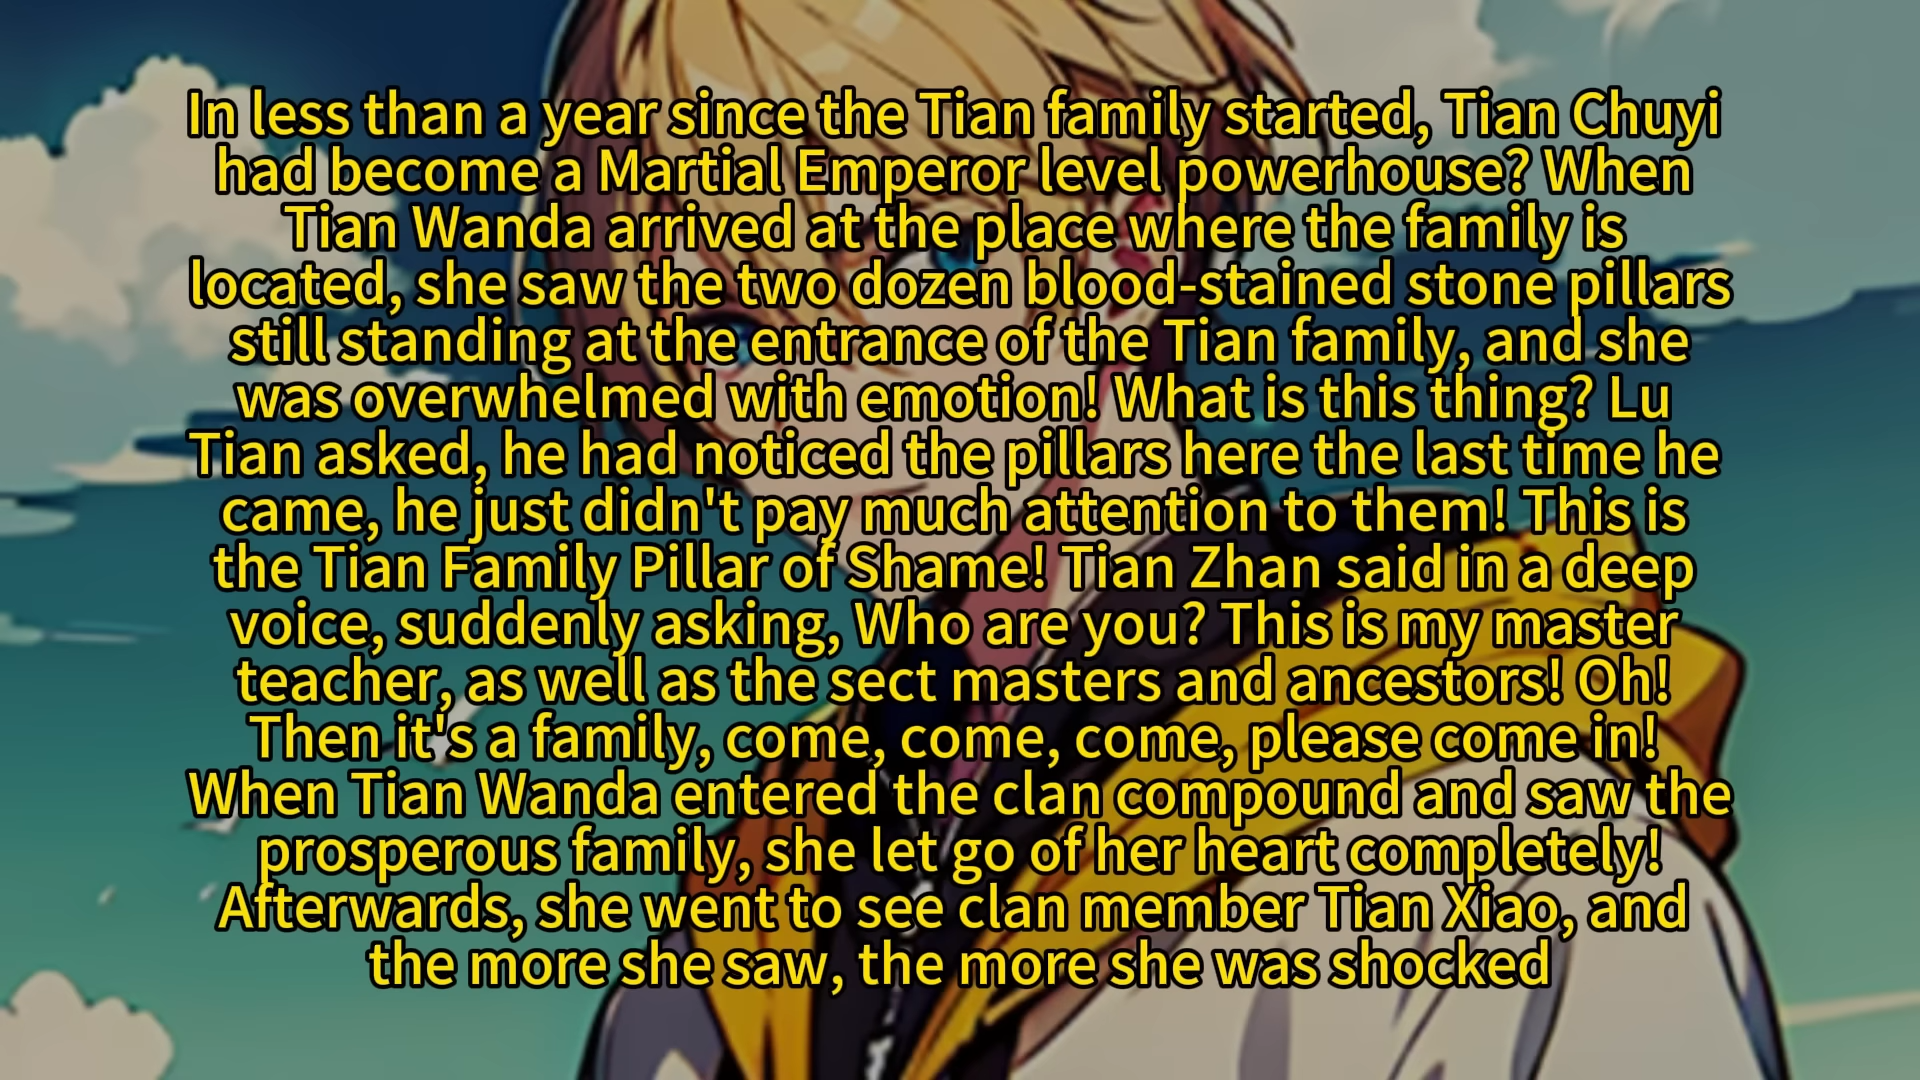 In less than a year since the Tian family started, Tian Chuyi
had become a Martial Emperor level powerhouse? When
Tian Wanda arrived at the place where the family is
located, she saw the two dozen blood-stained stone pillars
still standing at the entrance of the Tian family, and she
was overwhelmed with emotion! What is this thing? Lu
Tian asked, he had noticed the pillars here the last time he
came, he just didn't pay much attention to them! This is
the Tian Family Pillar of Shame! Tian Zhan said in a deep
voice, suddenly asking, Who are you? This is my master
teacher, as well as the sect masters and ancestors! Oh!
Then it's a family, come, come, come, please come in!
When Tian Wanda entered the clan compound and saw the
prosperous family, she let go of her heart completely!
Afterwards, she went to see clan member Tian Xiao, and
the more she saw, the more she was shocked